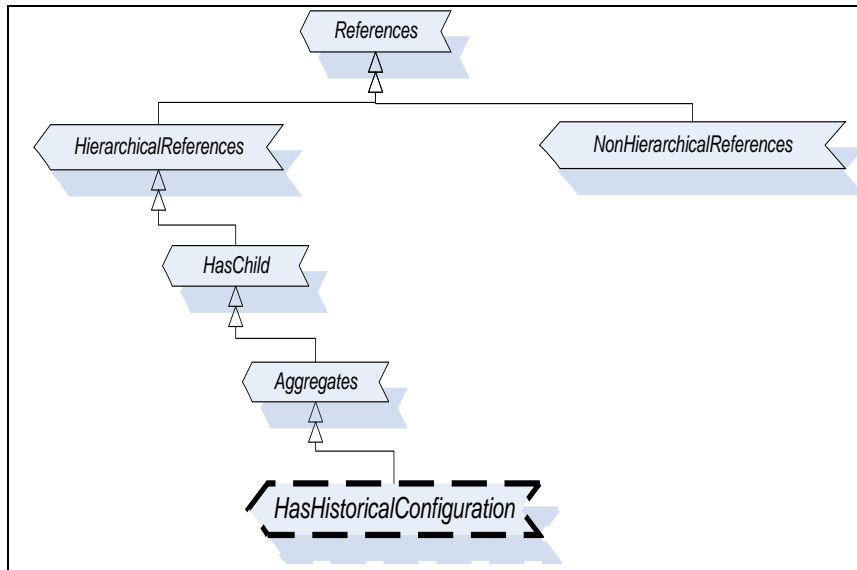 References
HierarchicalReferences
NonHierarchicalReferences
HasChild
Aggregates
HasHistoricalConfiguration